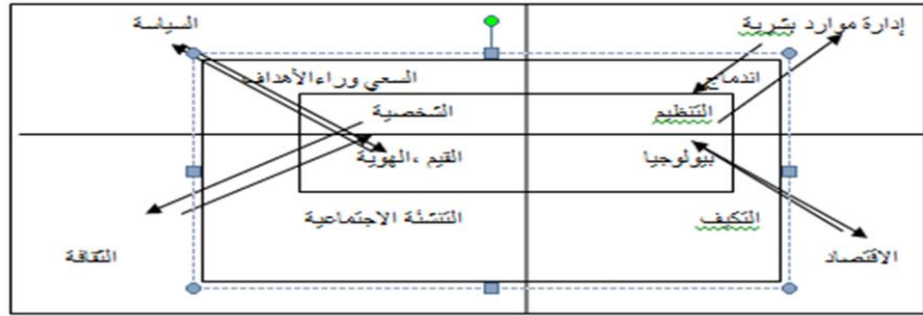 إدارة موارد بشرية
السياسة
اندماج
السعي وراء الأهداف
التنظيم
الشخصية
بيولوجيا
القيم ،الهوية
التكيف
التنشئة الاجتماعية
الاقتصاد
الثقافة